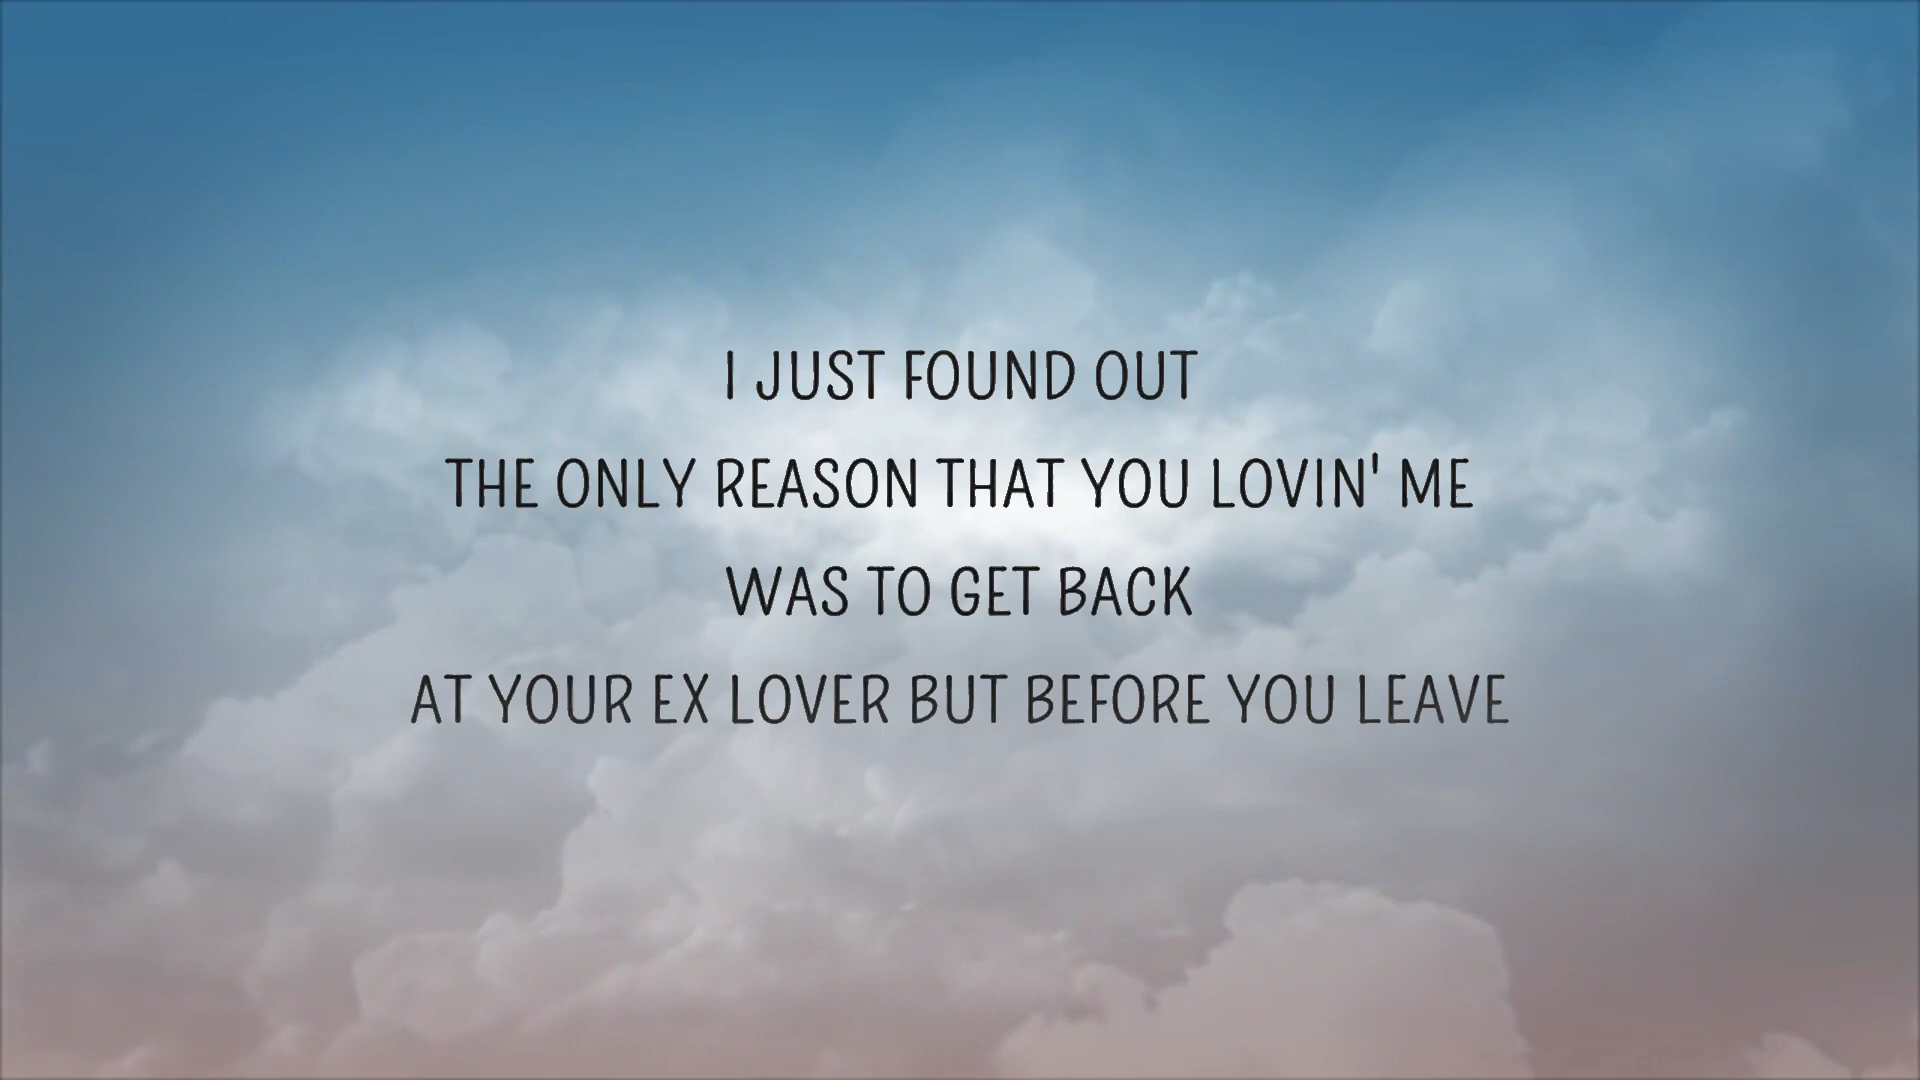 I JUST FOUND OUT
THE ONLY REASON THAT YOU LOVIN' ME
WAS TO GET BACK
AT YOUR EX LOVER BUT BEFORE YOU LEAVE